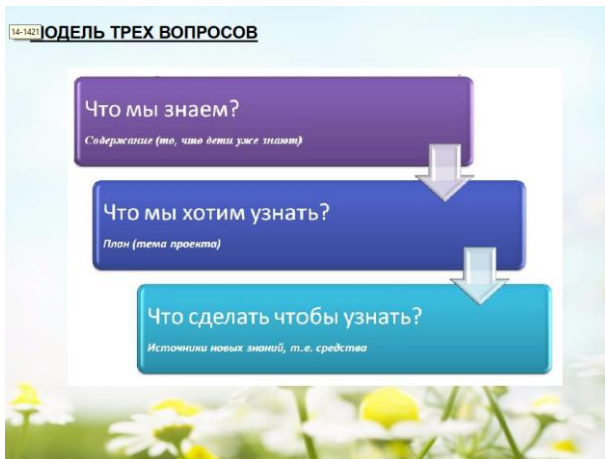 14-1421 ОДЕЛЬ ТРЕХ ВОПРОСОВ
Что мы знаем?
Содержание (то, что дети уже знают)
Что мы хотим узнать?
План (тема проекта)
Что сделать чтобы узнать?
Источники новых знаний, т.е. средства